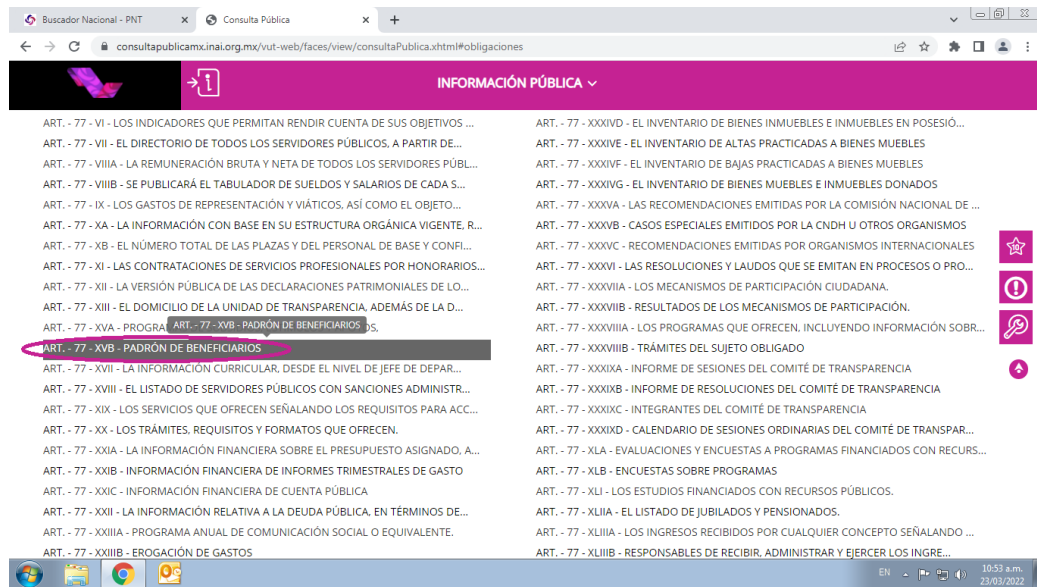 Buscador Nacional - PNT
Consulta Pública
consultapublicamx.inai.org.mx/vut-web/faces/view/consultaPublica.xhtml#obligaciones
INFORMACIÓN PÚBLICA
ART. - 77 - VI - LOS INDICADORES QUE PERMITAN RENDIR CUENTA DE SUS OBJETIVOS ...
ART. - 77 - VII - EL DIRECTORIO DE TODOS LOS SERVIDORES PÚBLICOS, A PARTIR DE...
ART. - 77 - VIIIA - LA REMUNERACIÓN BRUTA Y NETA DE TODOS LOS SERVIDORES PÚBL...
ART. - 77 - VIIIB - SE PUBLICARÁ EL TABULADOR DE SUELDOS Y SALARIOS DE CADA S...
ART. - 77 - IX - LOS GASTOS DE REPRESENTACIÓN Y VIÁTICOS, ASÍ COMO EL OBJETO...
ART. - 77 - XA - LA INFORMACIÓN CON BASE EN SU ESTRUCTURA ORGÁNICA VIGENTE, R...
ART. - 77 - XB - EL NÚMERO TOTAL DE LAS PLAZAS Y DEL PERSONAL DE BASE Y CONFI...
ART. - 77 - XI - LAS CONTRATACIONES DE SERVICIOS PROFESIONALES POR HONORARIOS...
ART. - 77 - XII - LA VERSIÓN PÚBLICA DE LAS DECLARACIONES PATRIMONIALES DE LO...
ART. - 77 - XIII - EL DOMICILIO DE LA UNIDAD DE TRANSPARENCIA, ADEMÁS DE LA D...
ART. - 77 - XVA - PROGRA
ART. - 77 - XVB - PADRÓN DE BENEFICIARIOS
OS,
ART. - 77 - XVB - PADRÓN DE BENEFICIARIOS
ART. - 77 - XVII - LA INFORMACIÓN CURRICULAR, DESDE EL NIVEL DE JEFE DE DEPAR...
ART. - 77 - XVIII - EL LISTADO DE SERVIDORES PÚBLICOS CON SANCIONES ADMINISTR...
ART. - 77 - XIX - LOS SERVICIOS QUE OFRECEN SEÑALANDO LOS REQUISITOS PARA ACC...
ART. - 77 - XX - LOS TRÁMITES, REQUISITOS Y FORMATOS QUE OFRECEN.
ART. - 77 - XXIA - LA INFORMACIÓN FINANCIERA SOBRE EL PRESUPUESTO ASIGNADO, A...
ART. - 77 - XXIB - INFORMACIÓN FINANCIERA DE INFORMES TRIMESTRALES DE GASTO
ART. - 77 - XXIC - INFORMACIÓN FINANCIERA DE CUENTA PÚBLICA
ART. - 77 - XXII - LA INFORMACIÓN RELATIVA A LA DEUDA PÚBLICA, EN TÉRMINOS DE...
ART. - 77 - XXIIIA - PROGRAMA ANUAL DE COMUNICACIÓN SOCIAL O EQUIVALENTE.
ART. - 77 - XXIIIB - EROGACIÓN DE GASTOS
ART. - 77 - XXXIVD - EL INVENTARIO DE BIENES INMUEBLES E INMUEBLES EN POSESIÓ...
ART. - 77 - XXXIVE - EL INVENTARIO DE ALTAS PRACTICADAS A BIENES MUEBLES
ART. - 77 - XXXIVF - EL INVENTARIO DE BAJAS PRACTICADAS A BIENES MUEBLES
ART. - 77 - XXXIVG - EL INVENTARIO DE BIENES MUEBLES E INMUEBLES DONADOS
ART. - 77 - XXXVA - LAS RECOMENDACIONES EMITIDAS POR LA COMISIÓN NACIONAL DE ...
ART. - 77 - XXXVB - CASOS ESPECIALES EMITIDOS POR LA CNDH U OTROS ORGANISMOS
ART. - 77 - XXXVC - RECOMENDACIONES EMITIDAS POR ORGANISMOS INTERNACIONALES
ART. - 77 - XXXVI - LAS RESOLUCIONES Y LAUDOS QUE SE EMITAN EN PROCESOS O PRO...
ART. - 77 - XXXVIIA - LOS MECANISMOS DE PARTICIPACIÓN CIUDADANA.
ART. - 77 - XXXVIIB - RESULTADOS DE LOS MECANISMOS DE PARTICIPACIÓN.
ART. - 77 - XXXVIIIA - LOS PROGRAMAS QUE OFRECEN, INCLUYENDO INFORMACIÓN SOBR...
ART. - 77 - XXXVIIIB - TRÁMITES DEL SUJETO OBLIGADO
ART. - 77 - XXXIXA - INFORME DE SESIONES DEL COMITÉ DE TRANSPARENCIA
ART. - 77 - XXXIXB - INFORME DE RESOLUCIONES DEL COMITÉ DE TRANSPARENCIA
ART. - 77 - XXXIXC - INTEGRANTES DEL COMITÉ DE TRANSPARENCIA
ART. - 77 - XXXIXD - CALENDARIO DE SESIONES ORDINARIAS DEL COMITÉ DE TRANSPAR...
ART. - 77 - XLA - EVALUACIONES Y ENCUESTAS A PROGRAMAS FINANCIADOS CON RECURS...
ART. - 77 - XLB - ENCUESTAS SOBRE PROGRAMAS
ART. - 77 - XLI - LOS ESTUDIOS FINANCIADOS CON RECURSOS PÚBLICOS.
ART. - 77 - XLIIA - EL LISTADO DE JUBILADOS Y PENSIONADOS.
ART. - 77 - XLIIIA - LOS INGRESOS RECIBIDOS POR CUALQUIER CONCEPTO SEÑALANDO ...
ART. - 77 - XLIIIB - RESPONSABLES DE RECIBIR, ADMINISTRAR Y EJERCER LOS INGRE...
EN
10:53 a.m.
23/03/2022